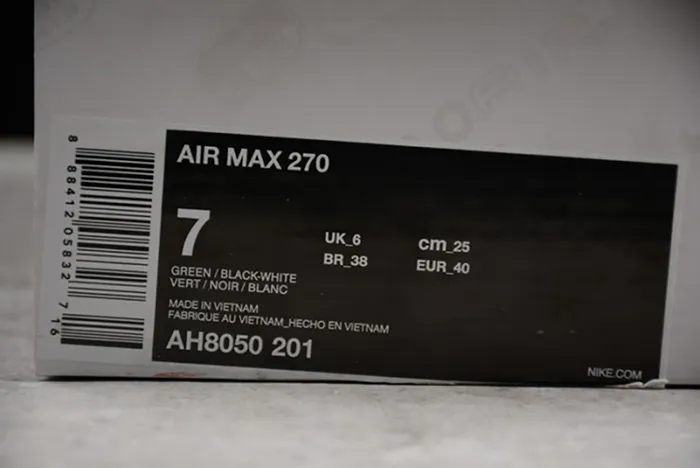 AIR MAX 270
7
UK_6
cm_25
BR_38
EUR_40
GREEN / BLACK-WHITE
VERT / NOIR / BLANC
MADE IN VIETNAM
FABRIQUE AU VIETNAM_HECHO EN VIETNAM
AH8050 201
NIKE.COM
8 88412 05832 7 16